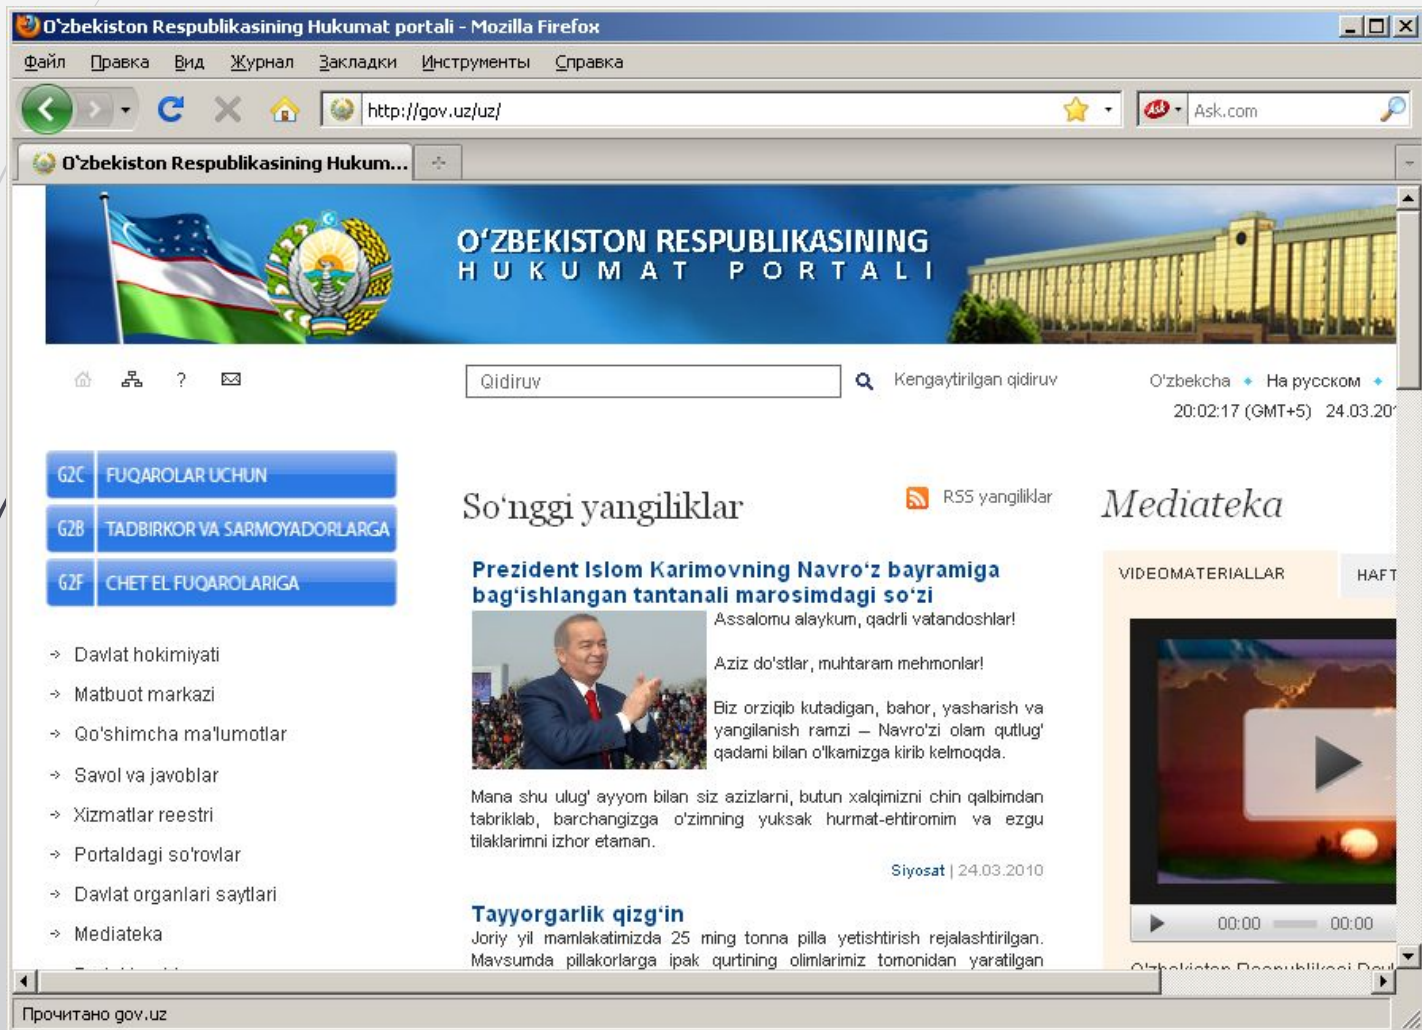 O'zbekiston Respublikasining Hukumat portali - Mozilla Firefox
Файл Правка Вид Журнал Закладки Инструменты Справка
http://gov.uz/uz/
Ask.com
O'zbekiston Respublikasining Hukum...
O‘ZBEKISTON RESPUBLIKASINING
HUKUMAT PORTALI
?
Qidiruv
Kengaytirilgan qidiruv
O'zbekcha На русском
20:02:17 (GMT+5) 24.03.201
G2C FUQAROLAR UCHUN
G2B TADBIRKOR VA SARMOYADORLARGA
G2F CHET EL FUQAROLARIGA
Davlat hokimiyati
Matbuot markazi
Qo'shimcha ma'lumotlar
Savol va javoblar
Xizmatlar reestri
Portaldagi so'rovlar
Davlat organlari saytlari
Mediateka
So‘nggi yangiliklar
RSS yangiliklar
Prezident Islom Karimovning Navro‘z bayramiga
bag‘ishlangan tantanali marosimdagi so‘zi
Assalomu alaykum, qadrli vatandoshlar!
Aziz do'stlar, muhtaram mehmonlar!
Biz orziqib kutadigan, bahor, yasharish va
yangilanish ramzi – Navro'zi olam qutlug'
qadami bilan o'lkamizga kirib kelmoqda.
Mana shu ulug' ayyom bilan siz azizlarni, butun xalqimizni chin qalbimdan
tabriklab, barchangizga o'zimning yuksak hurmat-ehtiromim va ezgu
tilaklarimni izhor etaman.
Siyosat | 24.03.2010
Tayyorgarlik qizg‘in
Joriy yil mamlakatimizda 25 ming tonna pilla yetishtirish rejalashtirilgan.
Mavsumda pillakorlarga ipak qurtining olimlarimiz tomonidan yaratilgan
Mediateka
VIDEOMATERIALLAR
HAFT
00:00 00:00
O'zbekiston Respublikasi Davl
Прочитано gov.uz